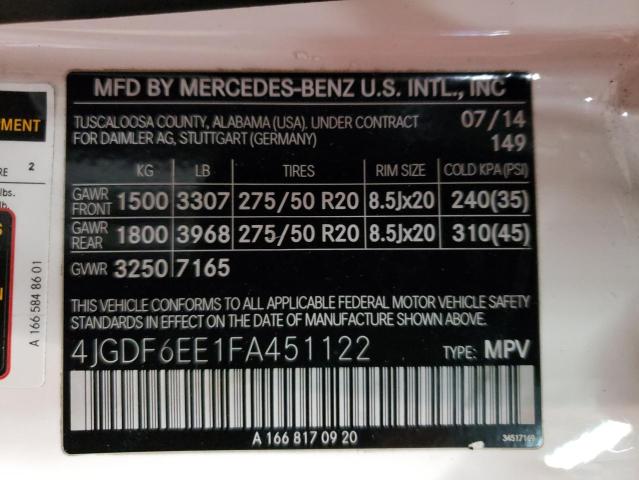 MFD BY MERCEDES-BENZ U.S. INTL., INC
TUSCALOOSA COUNTY, ALABAMA (USA). UNDER CONTRACT 07/14
FOR DAIMLER AG, STUTTGART (GERMANY) 149
KG LB TIRES RIM SIZE COLD KPA (PSI)
GAWR FRONT 1500 3307 275/50 R20 8.5Jx20 240(35)
GAWR REAR 1800 3968 275/50 R20 8.5Jx20 310(45)
GVWR 3250 7165
THIS VEHICLE CONFORMS TO ALL APPLICABLE FEDERAL MOTOR VEHICLE SAFETY
STANDARDS IN EFFECT ON THE DATE OF MANUFACTURE SHOWN ABOVE.
4JGDF6EE1FA451122 TYPE: MPV
A 166 817 09 20
34517169
2
lbs.
lb.
A 166 584 86 01